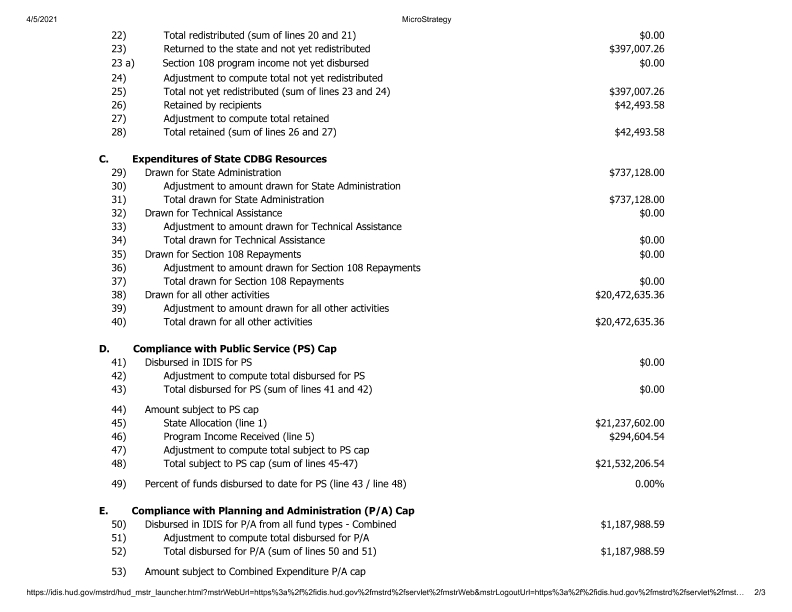 4/5/2021 MicroStrategy
22) Total redistributed (sum of lines 20 and 21) $0.00
23) Returned to the state and not yet redistributed $397,007.26
23 a) Section 108 program income not yet disbursed $0.00
24) Adjustment to compute total not yet redistributed
25) Total not yet redistributed (sum of lines 23 and 24) $397,007.26
26) Retained by recipients $42,493.58
27) Adjustment to compute total retained
28) Total retained (sum of lines 26 and 27) $42,493.58
C. Expenditures of State CDBG Resources
29) Drawn for State Administration $737,128.00
30) Adjustment to amount drawn for State Administration
31) Total drawn for State Administration $737,128.00
32) Drawn for Technical Assistance $0.00
33) Adjustment to amount drawn for Technical Assistance
34) Total drawn for Technical Assistance $0.00
35) Drawn for Section 108 Repayments $0.00
36) Adjustment to amount drawn for Section 108 Repayments
37) Total drawn for Section 108 Repayments $0.00
38) Drawn for all other activities $20,472,635.36
39) Adjustment to amount drawn for all other activities
40) Total drawn for all other activities $20,472,635.36
D. Compliance with Public Service (PS) Cap
41) Disbursed in IDIS for PS $0.00
42) Adjustment to compute total disbursed for PS
43) Total disbursed for PS (sum of lines 41 and 42) $0.00
44) Amount subject to PS cap
45) State Allocation (line 1) $21,237,602.00
46) Program Income Received (line 5) $294,604.54
47) Adjustment to compute total subject to PS cap
48) Total subject to PS cap (sum of lines 45-47) $21,532,206.54
49) Percent of funds disbursed to date for PS (line 43 / line 48) 0.00%
E. Compliance with Planning and Administration (P/A) Cap
50) Disbursed in IDIS for P/A from all fund types - Combined $1,187,988.59
51) Adjustment to compute total disbursed for P/A
52) Total disbursed for P/A (sum of lines 50 and 51) $1,187,988.59
53) Amount subject to Combined Expenditure P/A cap
https://idis.hud.gov/mstrd/hud_mstr_launcher.html?mstrWebUrl=https%3a%2f%2fidis.hud.gov%2fmstrd%2fservlet%2fmstrWeb&mstrLogoutUrl=https%3a%2f%2fidis.hud.gov%2fmstrd%2fservlet%2fmst… 2/3